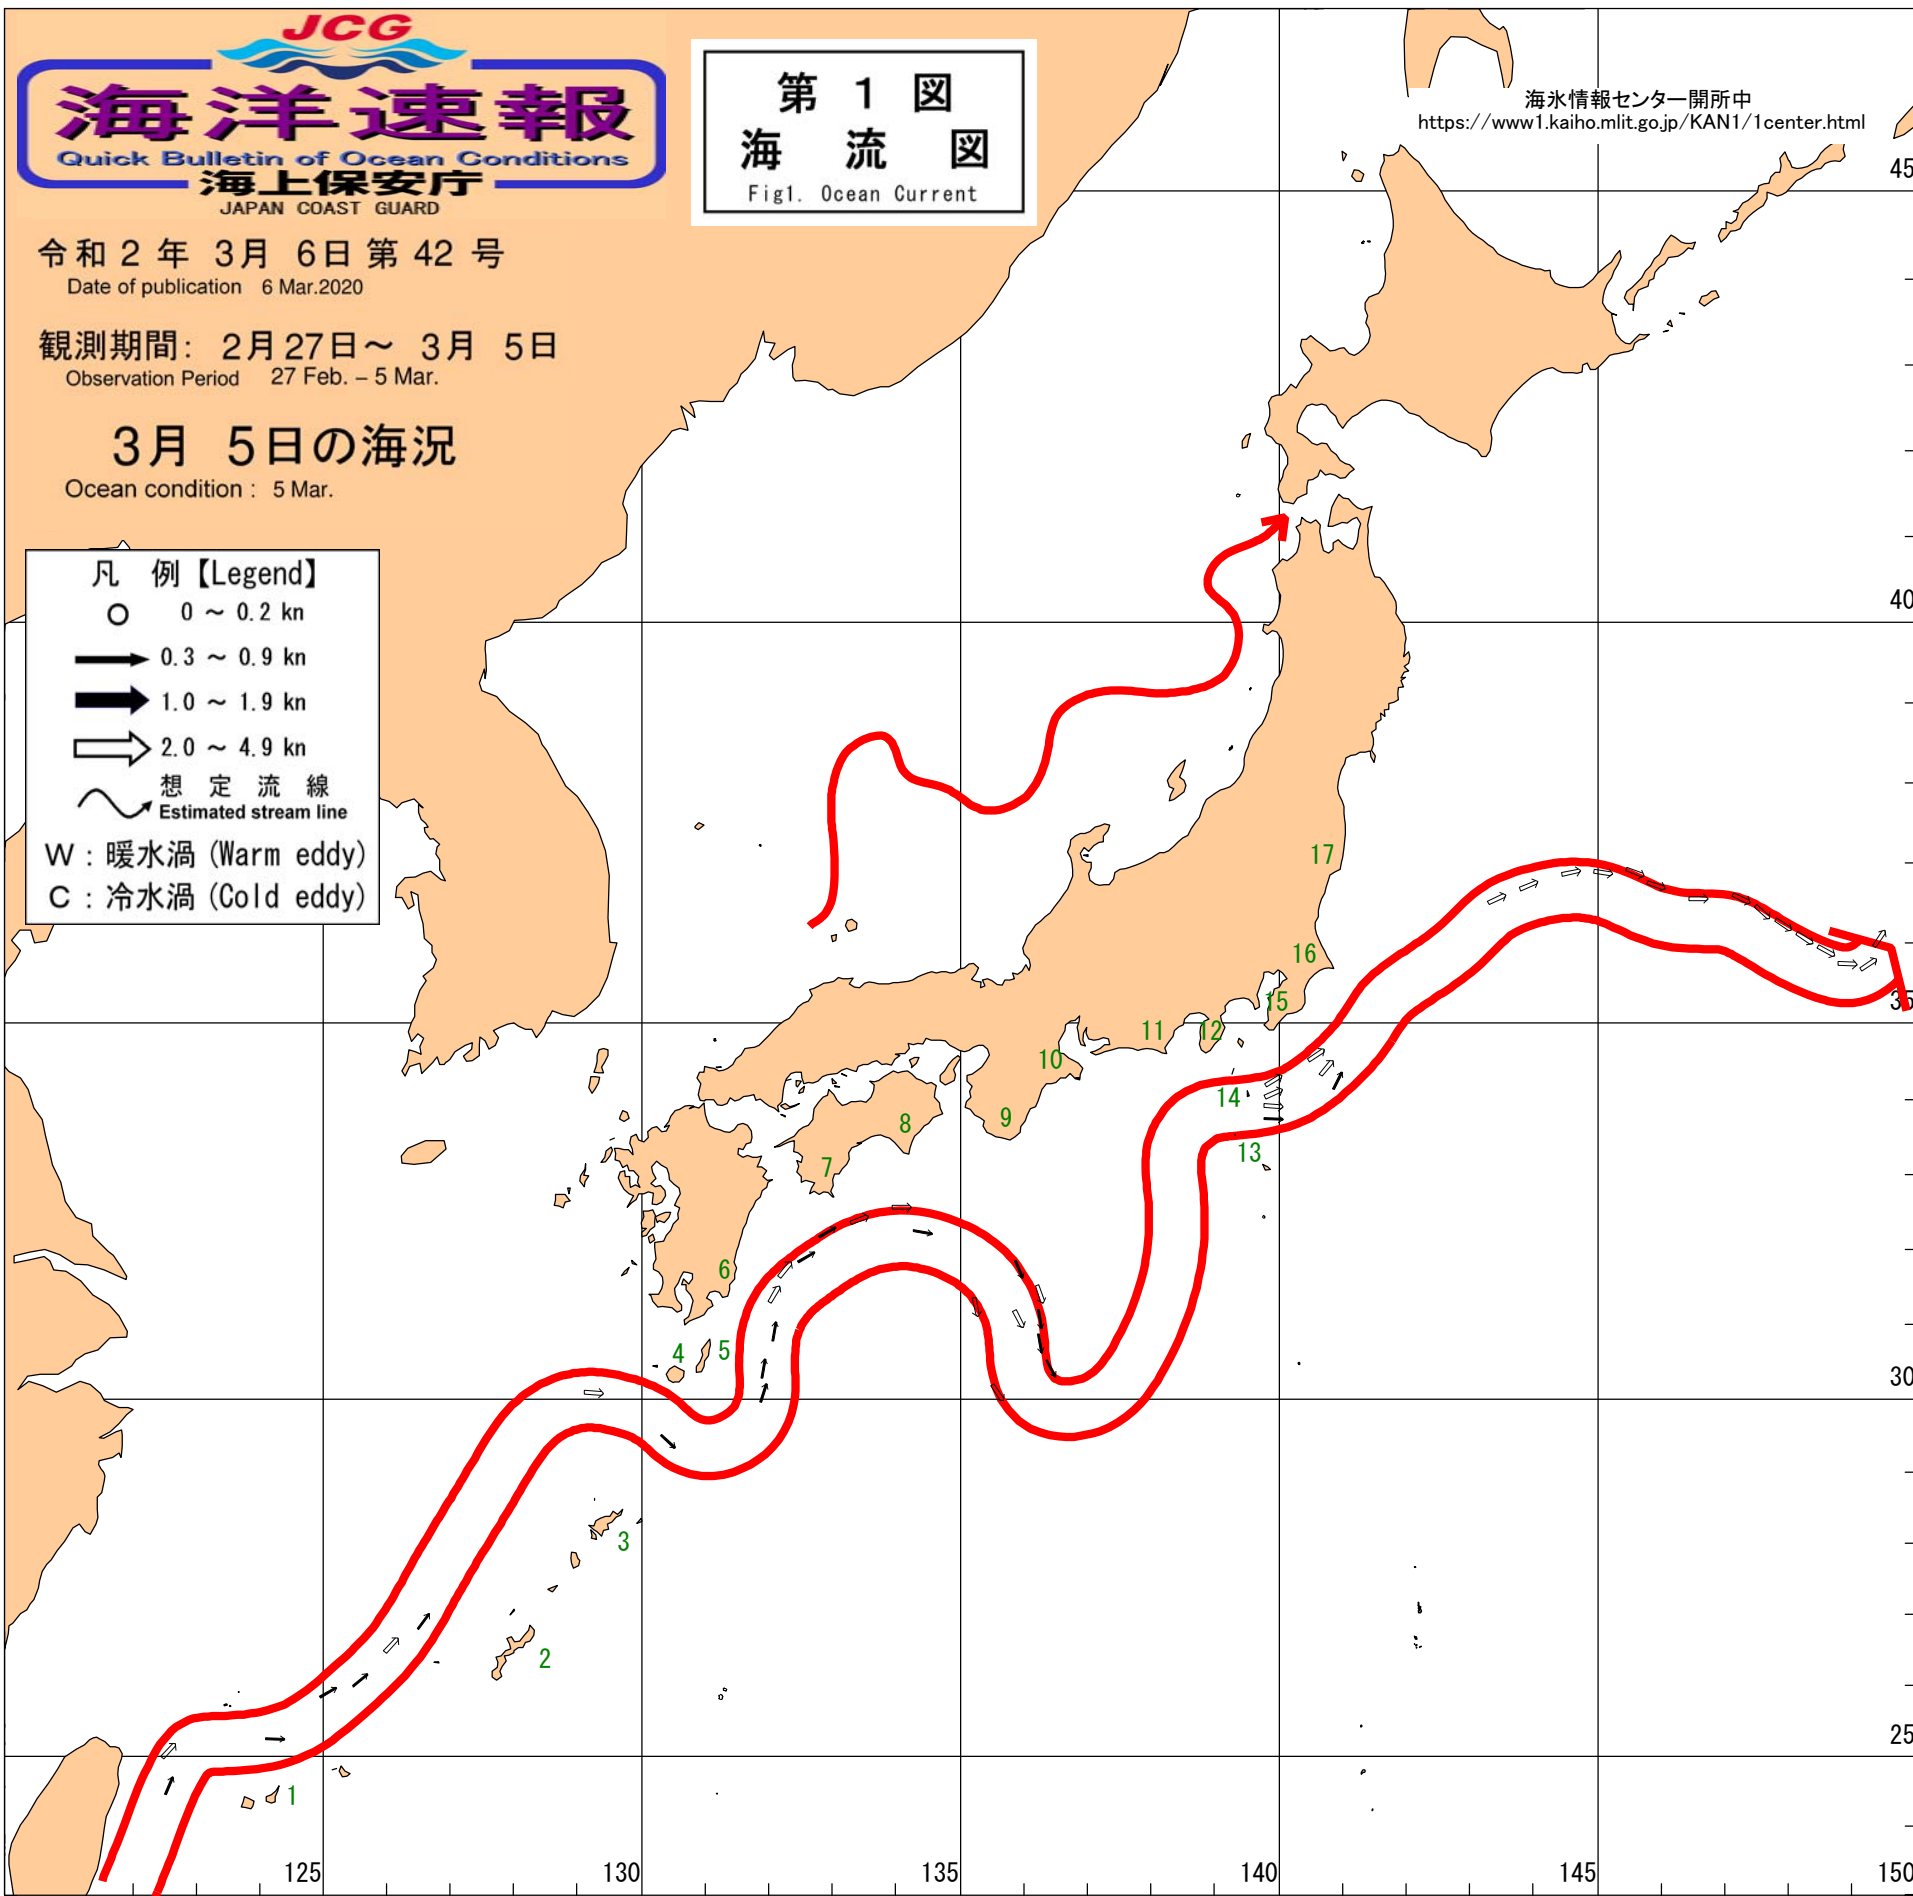 JCG
海洋速報
Quick Bulletin of Ocean Conditions
海上保安庁
JAPAN COAST GUARD
第 1 図
海 流 図
Fig1. Ocean Current
海氷情報センター開所中
https://www1.kaiho.mlit.go.jp/KAN1/1center.html
令和 2 年 3月 6日 第 42 号
Date of publication 6 Mar.2020
観測期間: 2月27日～ 3月 5日
Observation Period 27 Feb. – 5 Mar.
3月 5日の海況
Ocean condition : 5 Mar.
凡 例【Legend】
0 ～ 0.2 kn
0.3 ～ 0.9 kn
1.0 ～ 1.9 kn
2.0 ～ 4.9 kn
想 定 流 線
Estimated stream line
W : 暖水渦 (Warm eddy)
C : 冷水渦 (Cold eddy)
45
40
35
30
25
17
16
15
12
11
10
14
13
9
8
7
6
5
4
3
2
1
125
130
135
140
145
150